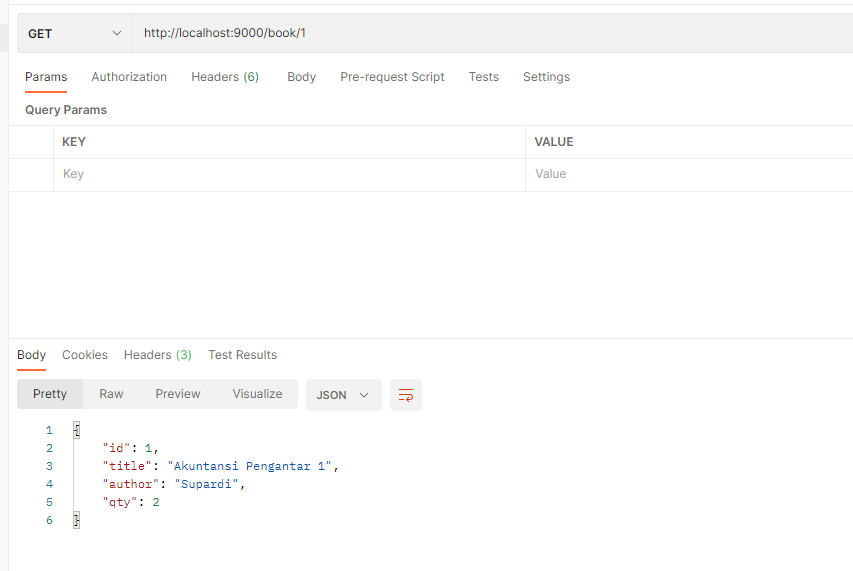 GET http://localhost:9000/book/1
Params Authorization Headers (6) Body Pre-request Script Tests Settings
Query Params
KEY VALUE
Key Value
Body Cookies Headers (3) Test Results
Pretty Raw Preview Visualize JSON
1 {
2 "id": 1,
3 "title": "Akuntansi Pengantar 1",
4 "author": "Supardi",
5 "qty": 2
6 }